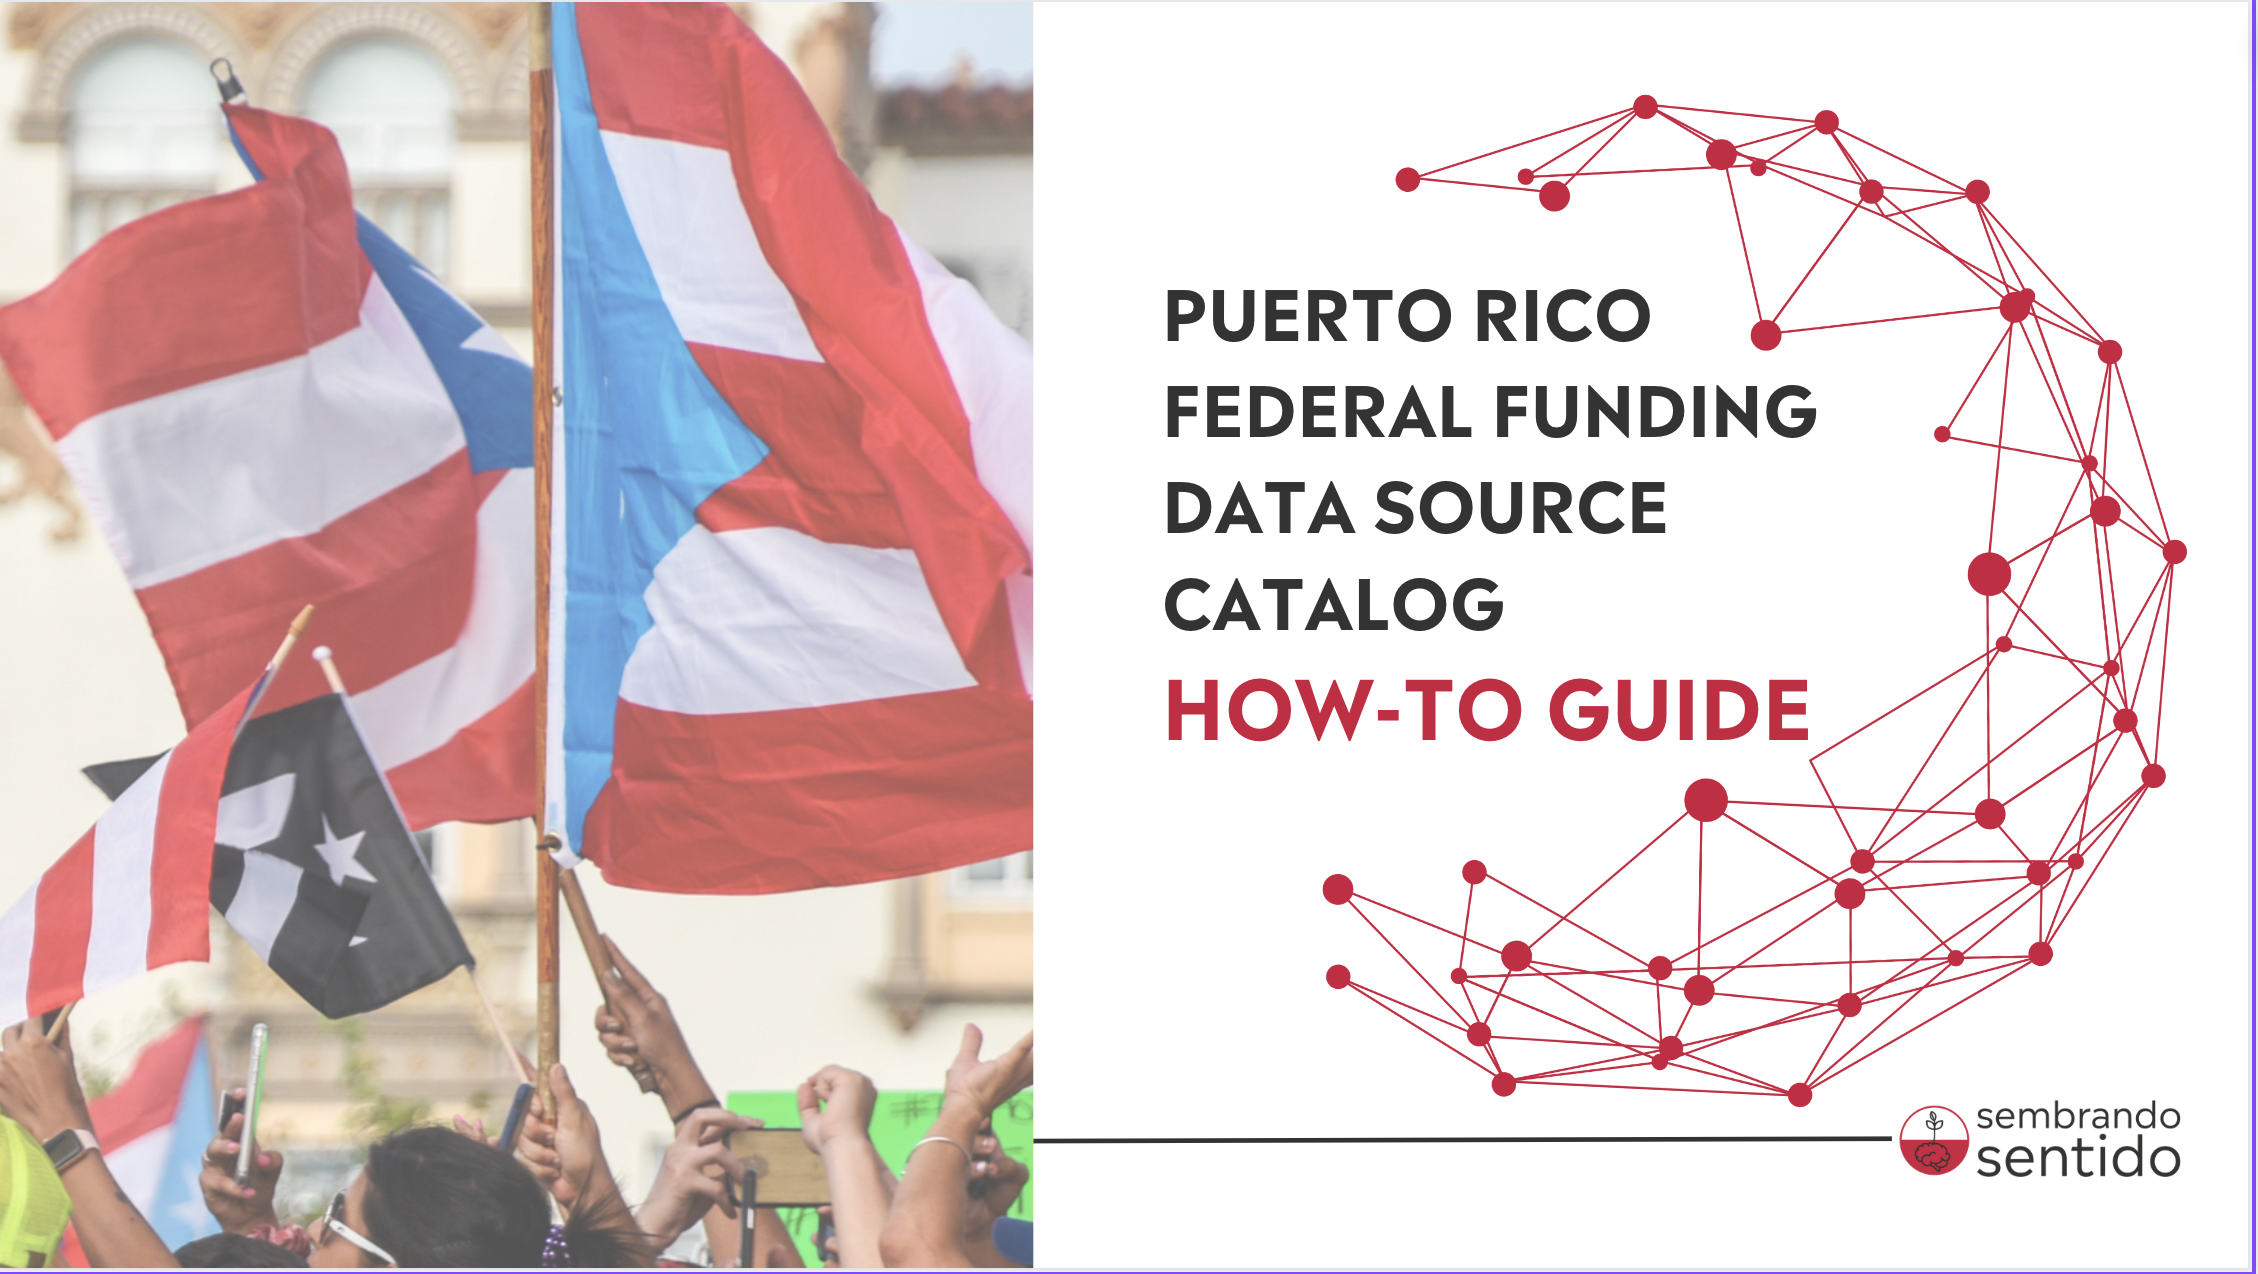 PUERTO RICO
FEDERAL FUNDING
DATA SOURCE
CATALOG
HOW-TO GUIDE
sembrando
sentido